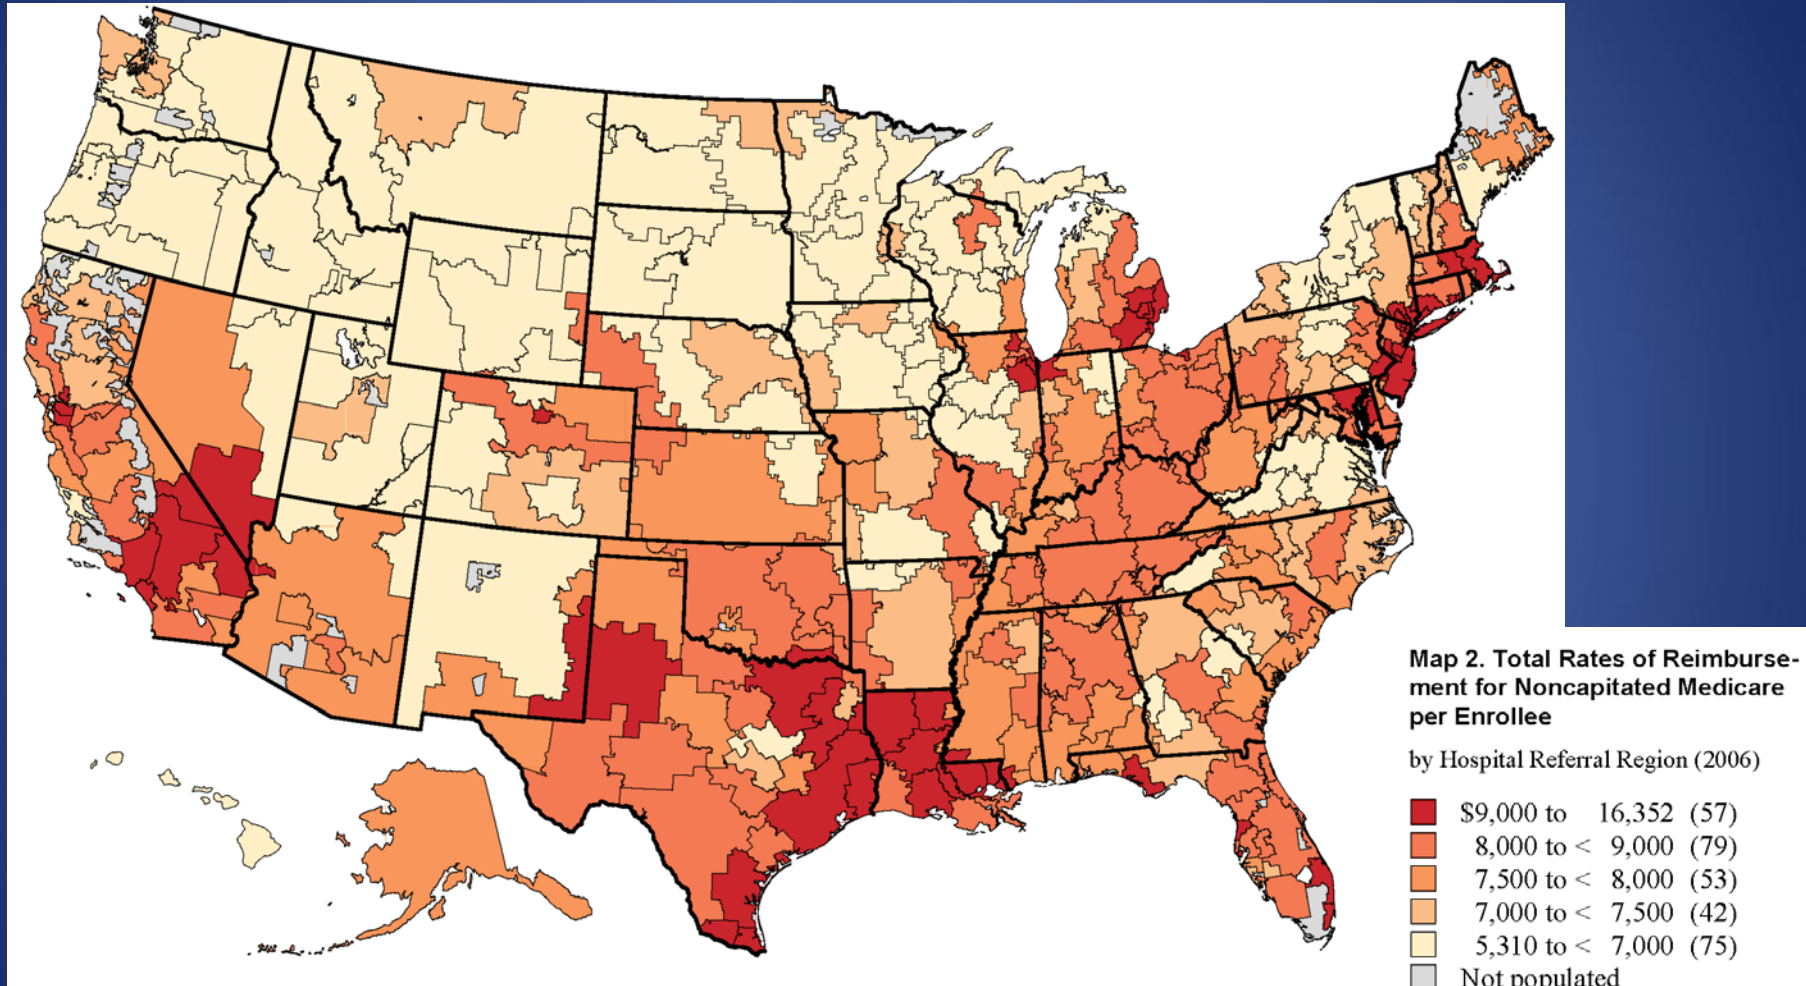 Map 2. Total Rates of Reimburse-
ment for Noncapitated Medicare
per Enrollee
by Hospital Referral Region (2006)
$9,000 to 16,352 (57)
8,000 to < 9,000 (79)
7,500 to < 8,000 (53)
7,000 to < 7,500 (42)
5,310 to < 7,000 (75)
Not populated